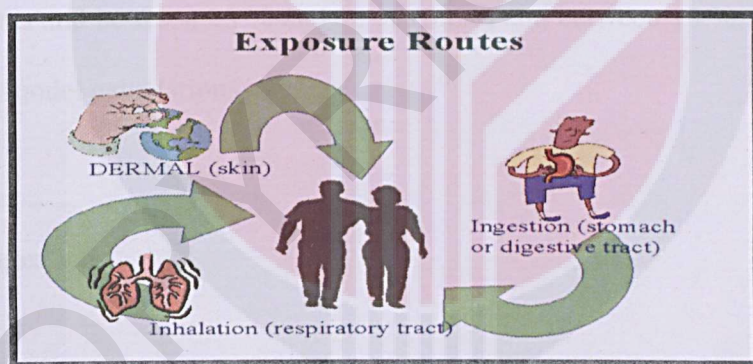 Exposure Routes
DERMAL (skin)
Ingestion (stomach
or digestive tract)
Inhalation (respiratory tract)